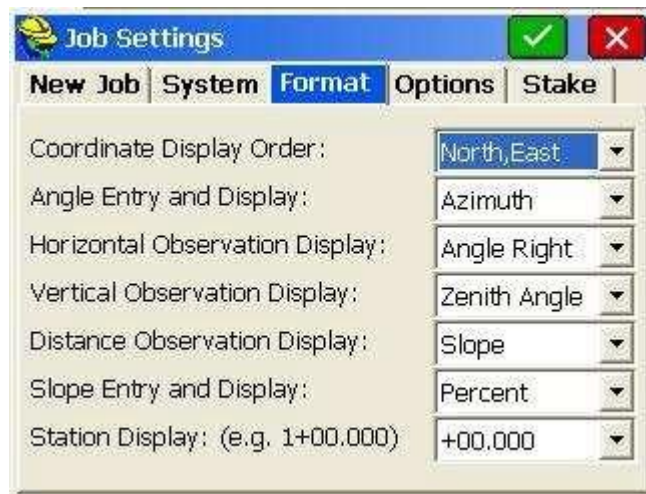 Job Settings
New Job System Format Options Stake
Coordinate Display Order: North,East
Angle Entry and Display: Azimuth
Horizontal Observation Display: Angle Right
Vertical Observation Display: Zenith Angle
Distance Observation Display: Slope
Slope Entry and Display: Percent
Station Display: (e.g. 1+00.000) +00.000